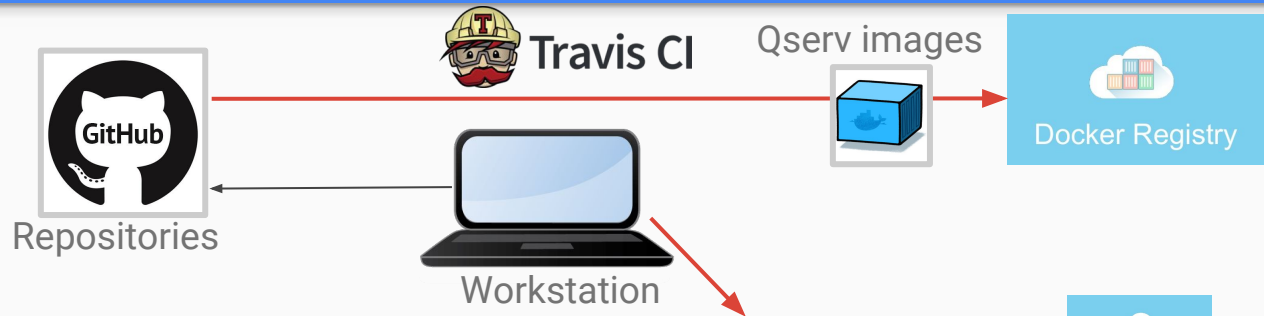 Travis CI
Qserv images
GitHub
Docker Registry
Repositories
Workstation